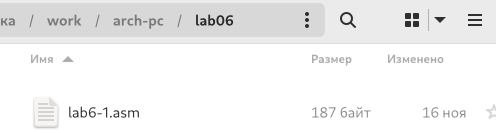 ка / work / arch-pc / lab06
Имя Размер Изменено
lab6-1.asm 187 байт 16 ноя